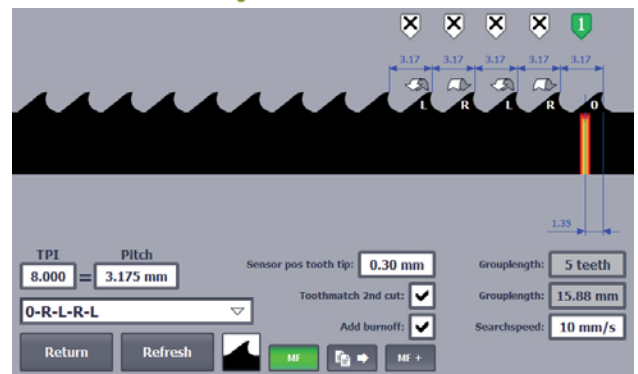 1
3.17 3.17 3.17 3.17 3.17
L R L R 0
1.35
TPI Pitch
8.000 = 3.175 mm
0-R-L-R-L
Return Refresh
Sensor pos tooth tip: 0.30 mm
Toothmatch 2nd cut:
Add burnoff:
MF MF +
Grouplength: 5 teeth
Grouplength: 15.88 mm
Searchspeed: 10 mm/s